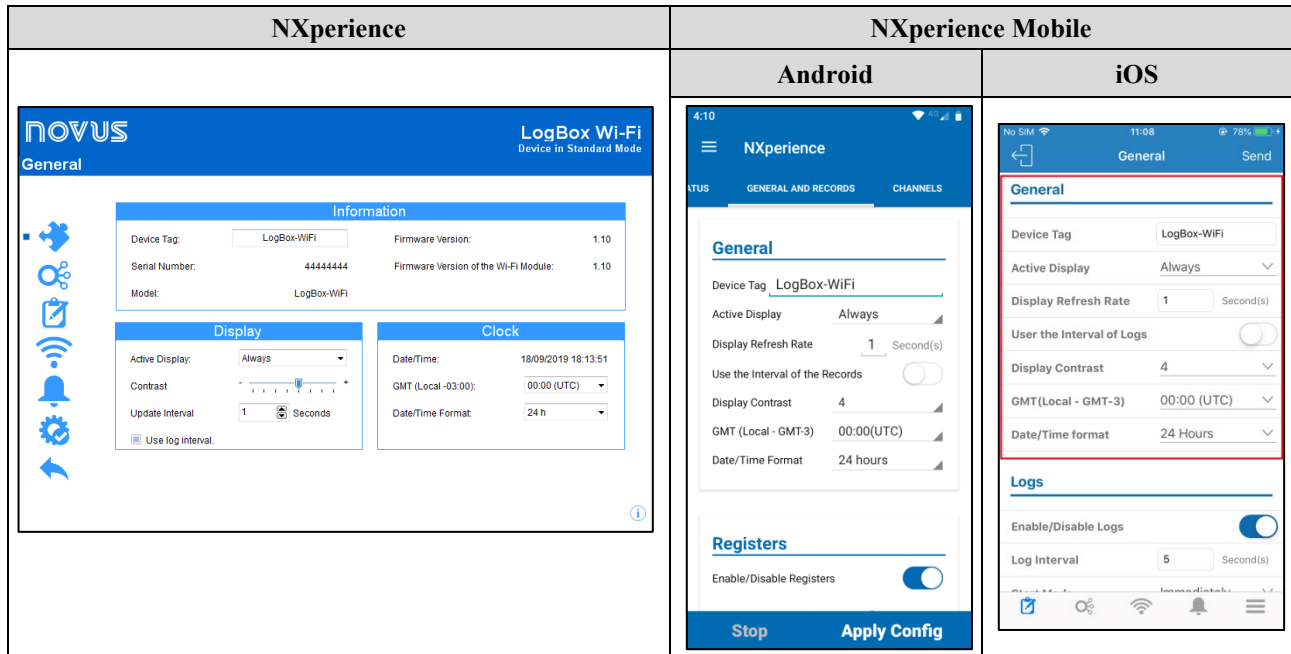 NXperience
NXperience Mobile
Android
iOS
novus
General
LogBox Wi-Fi
Device in Standard Mode
Information
Device Tag: LogBox-WiFi Firmware Version: 1.10
Serial Number: 44444444 Firmware Version of the Wi-Fi Module: 1.10
Model: LogBox-WiFi
Display
Active Display: Always
Contrast - +
Update Interval 1 Seconds
Use log interval.
Clock
Date/Time: 18/09/2019 18:13:51
GMT (Local -03:00): 00:00 (UTC)
Date/Time Format: 24 h
4:10 4G
NXperience
ATUS GENERAL AND RECORDS CHANNELS
General
Device Tag LogBox-WiFi
Active Display Always
Display Refresh Rate 1 Second(s)
Use the Interval of the Records
Display Contrast 4
GMT (Local - GMT-3) 00:00(UTC)
Date/Time Format 24 hours
Registers
Enable/Disable Registers
Stop Apply Config
No SIM 11:08 78%
General Send
General
Device Tag LogBox-WiFi
Active Display Always
Display Refresh Rate 1 Second(s)
User the Interval of Logs
Display Contrast 4
GMT(Local - GMT-3) 00:00 (UTC)
Date/Time format 24 Hours
Logs
Enable/Disable Logs
Log Interval 5 Second(s)
Start Mode Immediately